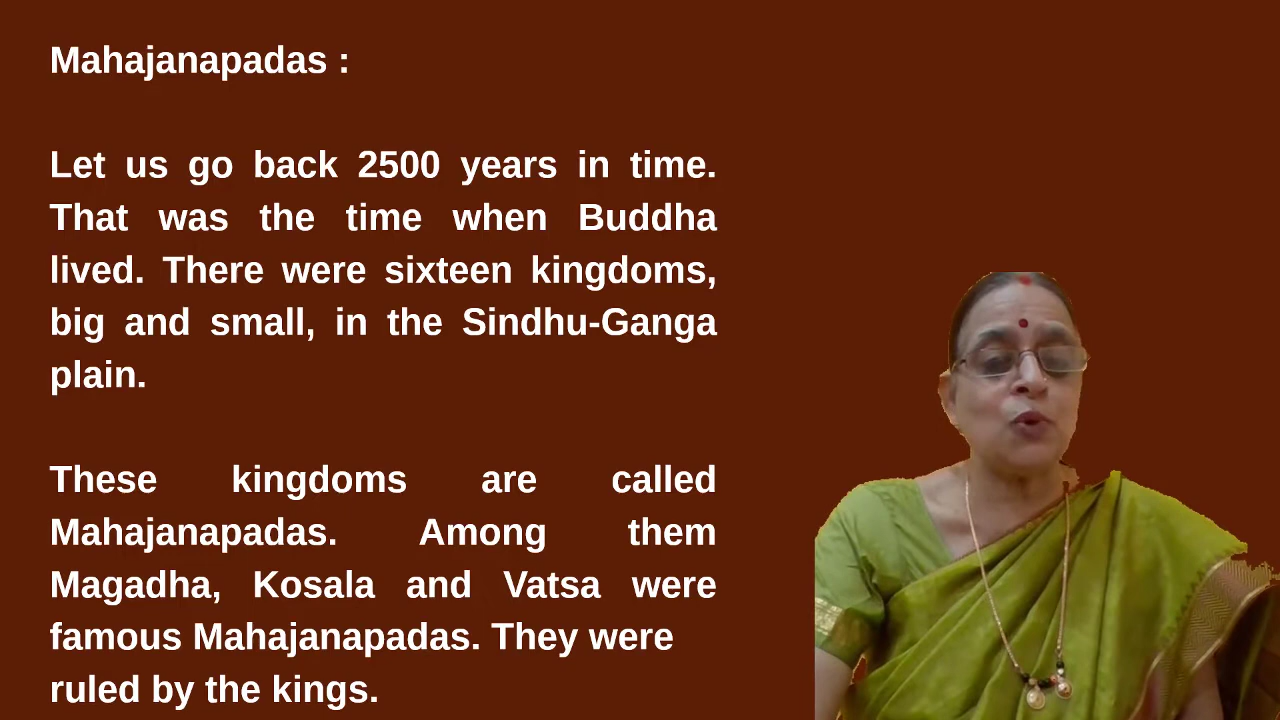 Mahajanapadas :
Let us go back 2500 years in time.
That was the time when Buddha
lived. There were sixteen kingdoms,
big and small, in the Sindhu-Ganga
plain.
These kingdoms are called
Mahajanapadas. Among them
Magadha, Kosala and Vatsa were
famous Mahajanapadas. They were
ruled by the kings.